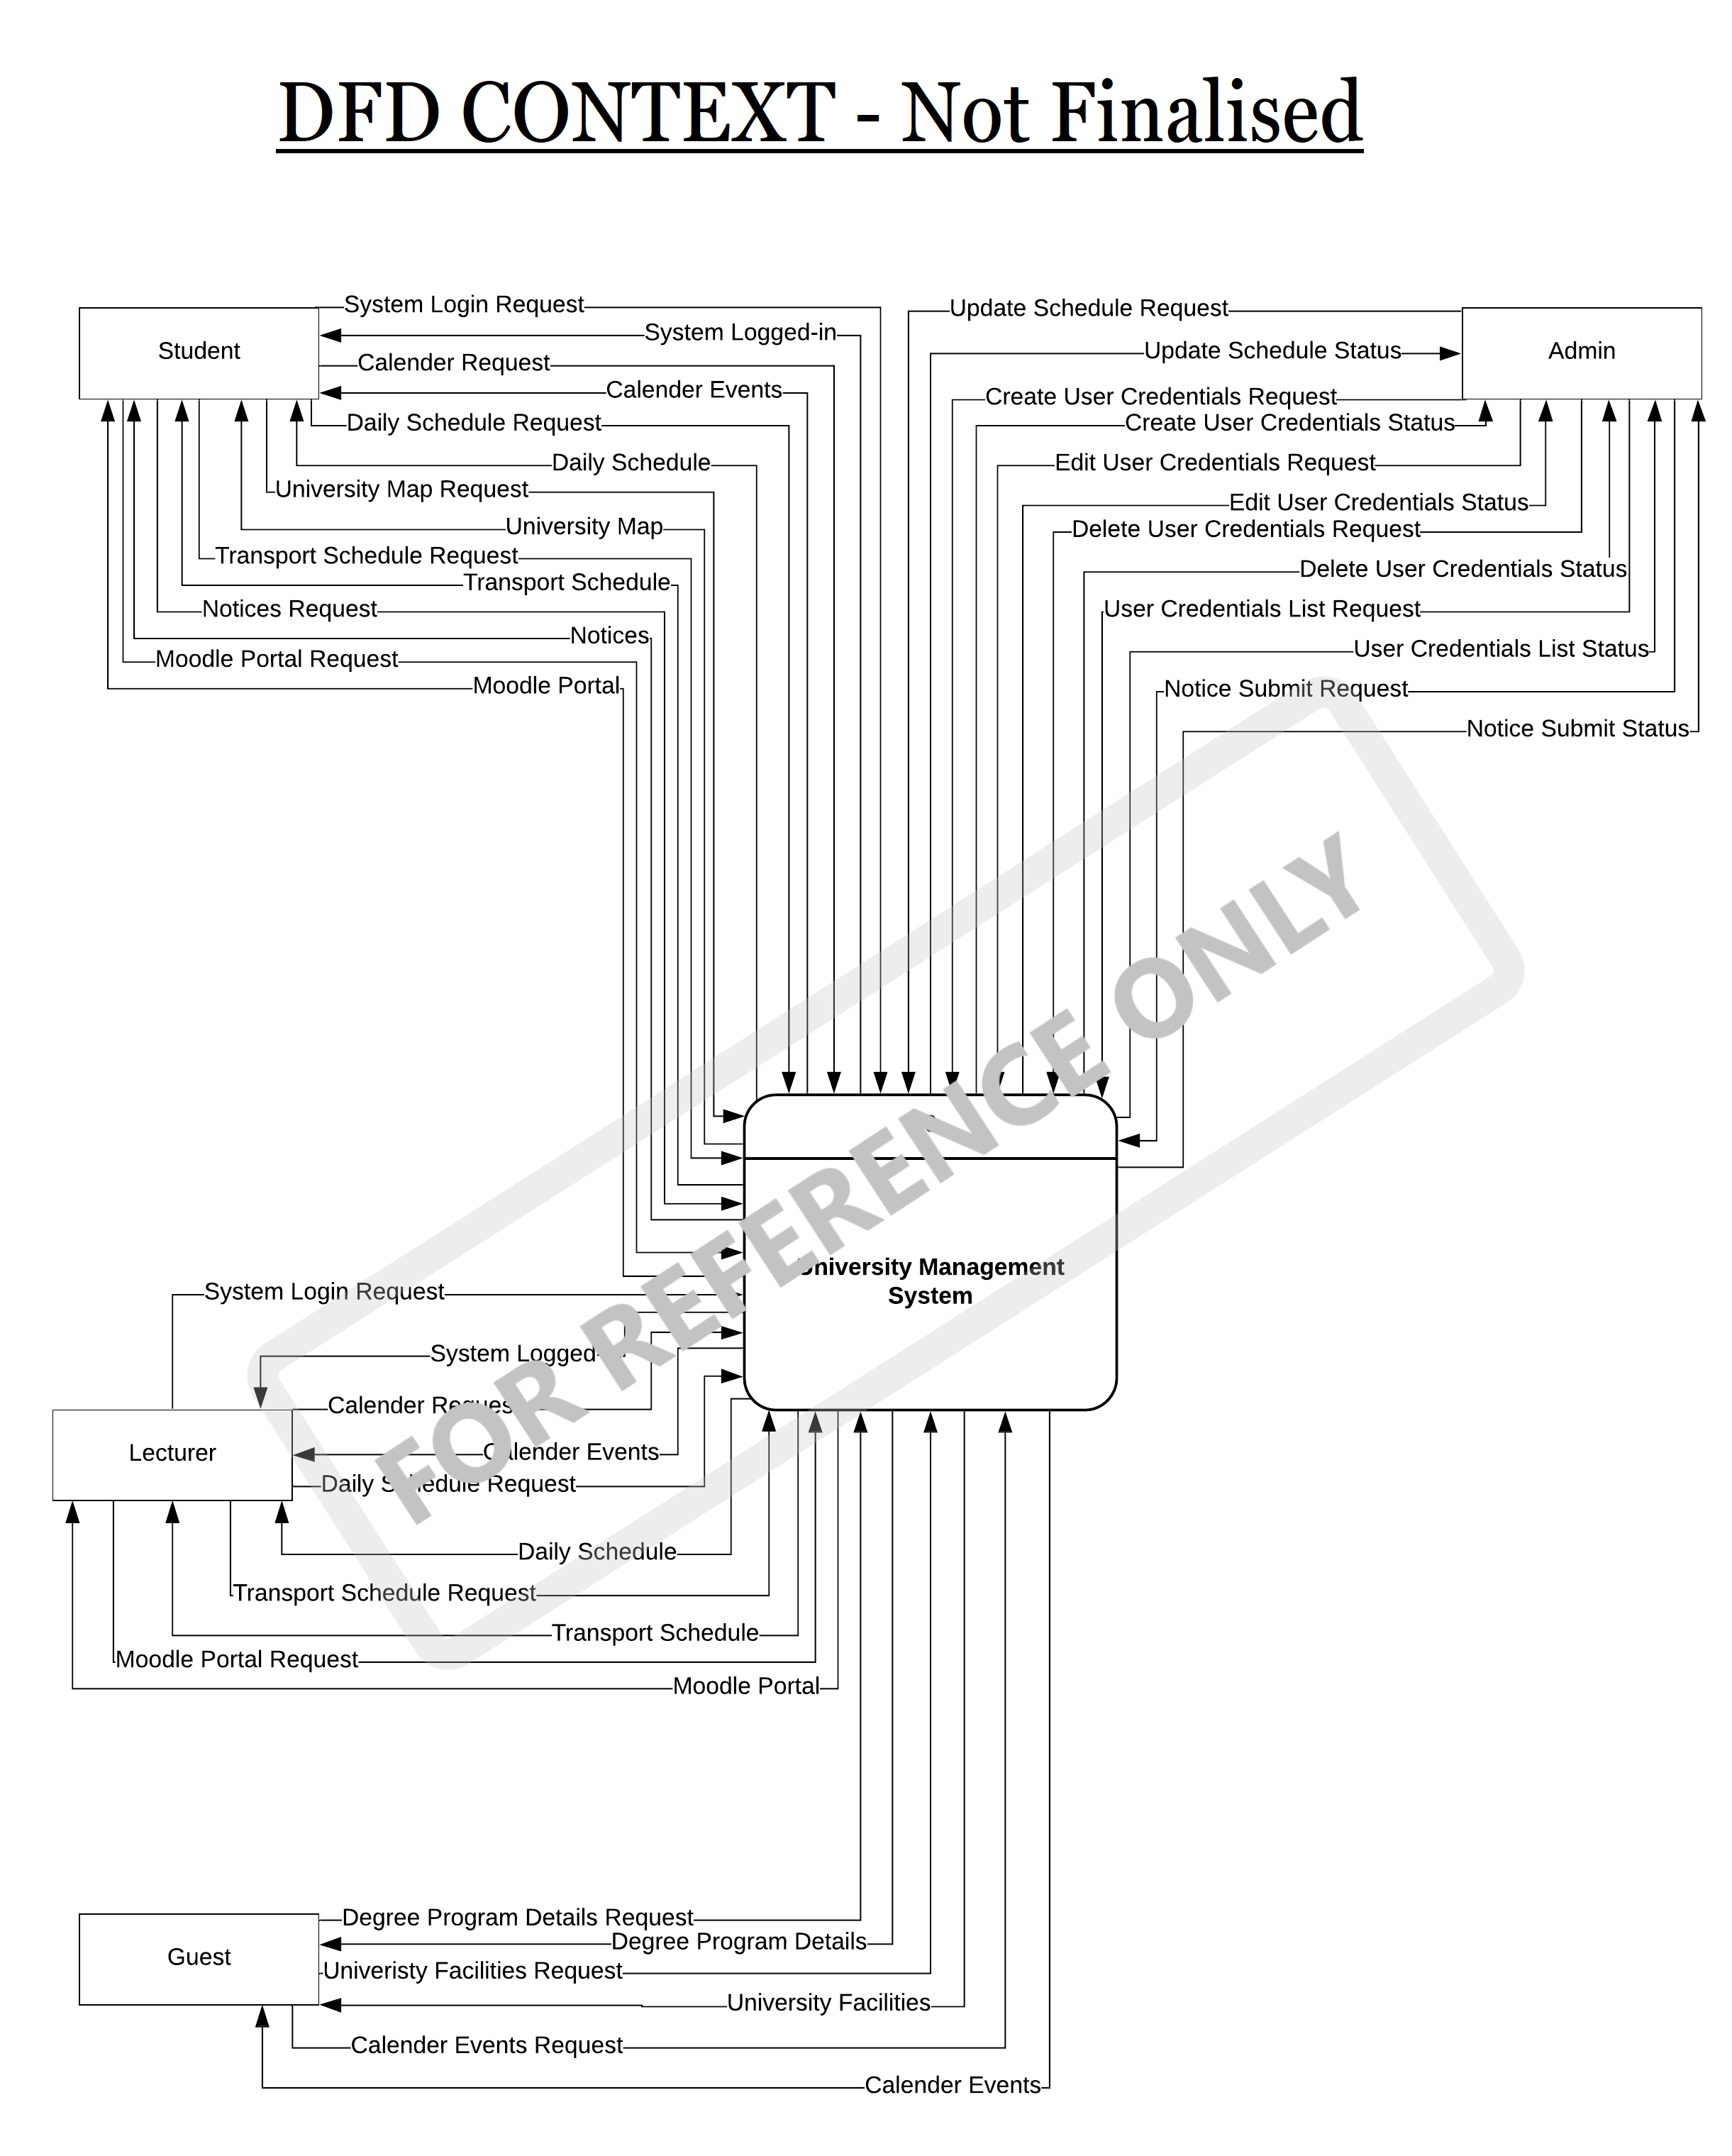 DFD CONTEXT - Not Finalised
System Login Request
System Logged-in
Student
Calender Request
Calender Events
Daily Schedule Request
Daily Schedule
University Map Request
University Map
Transport Schedule Request
Transport Schedule
Notices Request
Notices
Moodle Portal Request
Moodle Portal
Update Schedule Request
Update Schedule Status
Admin
Create User Credentials Request
Create User Credentials Status
Edit User Credentials Request
Edit User Credentials Status
Delete User Credentials Request
Delete User Credentials Status
User Credentials List Request
User Credentials List Status
Notice Submit Request
Notice Submit Status
FOR REFERENCE ONLY
University Management
System
System Login Request
System Logged
Calender Request
Lecturer
Calender Events
Daily Schedule Request
Daily Schedule
Transport Schedule Request
Transport Schedule
Moodle Portal Request
Moodle Portal
Degree Program Details Request
Degree Program Details
Guest
Univeristy Facilities Request
University Facilities
Calender Events Request
Calender Events